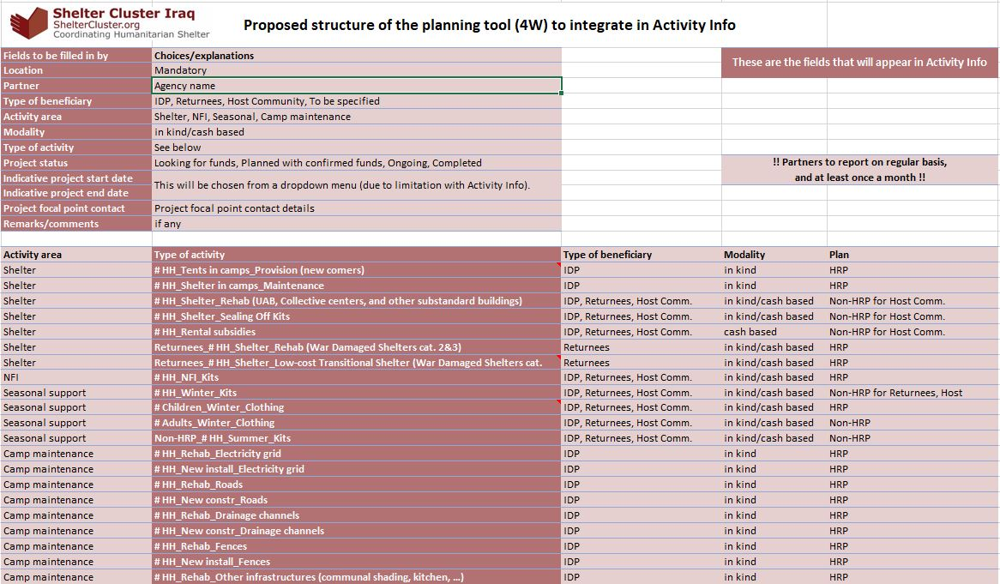 Shelter Cluster Iraq
ShelterCluster.org
Coordinating Humanitarian Shelter
Proposed structure of the planning tool (4W) to integrate in Activity Info
Fields to be filled in by Choices/explanations
Location Mandatory
Partner Agency name
Type of beneficiary IDP, Returnees, Host Community, To be specified
Activity area Shelter, NFI, Seasonal, Camp maintenance
Modality in kind/cash based
Type of activity See below
Project status Looking for funds, Planned with confirmed funds, Ongoing, Completed
Indicative project start date
This will be chosen from a dropdown menu (due to limitation with Activity Info).
Indicative project end date
Project focal point contact Project focal point contact details
Remarks/comments if any
These are the fields that will appear in Activity Info
!! Partners to report on regular basis,
and at least once a month !!
Activity area Type of activity Type of beneficiary Modality Plan
Shelter # HH_Tents in camps_Provision (new comers) IDP in kind HRP
Shelter # HH_Shelter in camps_Maintenance IDP in kind HRP
Shelter # HH_Shelter_Rehab (UAB, Collective centers, and other substandard buildings) IDP, Returnees, Host Comm. in kind/cash based Non-HRP for Host Comm.
Shelter # HH_Shelter_Sealing Off Kits IDP, Returnees, Host Comm. in kind/cash based Non-HRP for Host Comm.
Shelter # HH_Rental subsidies IDP, Returnees, Host Comm. cash based Non-HRP for Host Comm.
Shelter Returnees_# HH_Shelter_Rehab (War Damaged Shelters cat. 2&3) Returnees in kind/cash based HRP
Shelter Returnees_# HH_Shelter_Low-cost Transitional Shelter (War Damaged Shelters cat. Returnees in kind/cash based HRP
NFI # HH_NFI_Kits IDP, Returnees, Host Comm. in kind/cash based HRP
Seasonal support # HH_Winter_Kits IDP, Returnees, Host Comm. in kind/cash based Non-HRP for Returnees, Host
Seasonal support # Children_Winter_Clothing IDP, Returnees, Host Comm. in kind/cash based HRP
Seasonal support # Adults_Winter_Clothing IDP, Returnees, Host Comm. in kind/cash based Non-HRP
Seasonal support Non-HRP_# HH_Summer_Kits IDP, Returnees, Host Comm. in kind/cash based Non-HRP
Camp maintenance # HH_Rehab_Electricity grid IDP in kind HRP
Camp maintenance # HH_New install_Electricity grid IDP in kind HRP
Camp maintenance # HH_Rehab_Roads IDP in kind HRP
Camp maintenance # HH_New constr_Roads IDP in kind HRP
Camp maintenance # HH_Rehab_Drainage channels IDP in kind HRP
Camp maintenance # HH_New constr_Drainage channels IDP in kind HRP
Camp maintenance # HH_Rehab_Fences IDP in kind HRP
Camp maintenance # HH_New install_Fences IDP in kind HRP
Camp maintenance # HH_Rehab_Other infrastructures (communal shading, kitchen, ...) IDP in kind HRP